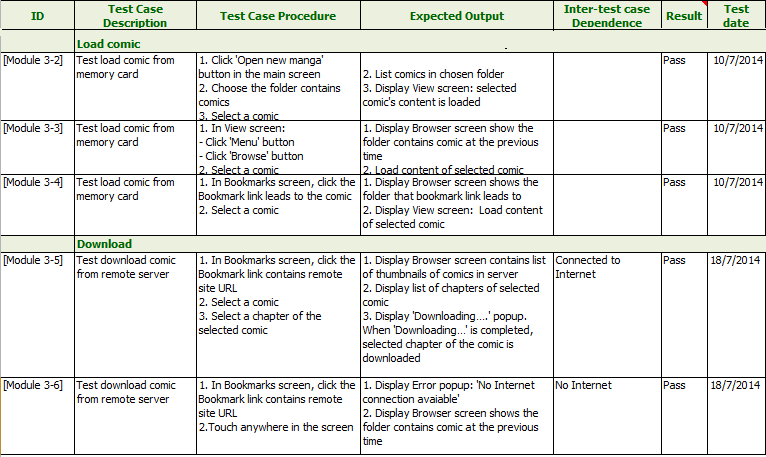 ID
Test Case Description
Test Case Procedure
Expected Output
Inter-test case Dependence
Result
Test date
Load comic
[Module 3-2]
Test load comic from
memory card
1. Click 'Open new manga'
button in the main screen
2. Choose the folder contains
comics
3. Select a comic
2. List comics in chosen folder
3. Display View screen: selected
comic's content is loaded
Pass
10/7/2014
[Module 3-3]
Test load comic from
memory card
1. In View screen:
- Click 'Menu' button
- Click 'Browse' button
2. Select a comic
1. Display Browser screen show the
folder contains comic at the previous
time
2. Load content of selected comic
Pass
10/7/2014
[Module 3-4]
Test load comic from
memory card
1. In Bookmarks screen, click the
Bookmark link leads to the comic
2. Select a comic
1. Display Browser screen shows the
folder that bookmark link leads to
2. Display View screen:  Load content
of selected comic
Pass
10/7/2014
Download
[Module 3-5]
Test download comic
from remote server
1. In Bookmarks screen, click the
Bookmark link contains remote
site URL
2. Select a comic
3. Select a chapter of the
selected comic
1. Display Browser screen contains list
of thumbnails of comics in server
2. Display list of chapters of selected
comic
3. Display 'Downloading....' popup.
When 'Downloading...' is completed,
selected chapter of the comic is
downloaded
Connected to
Internet
Pass
18/7/2014
[Module 3-6]
Test download comic
from remote server
1. In Bookmarks screen, click the
Bookmark link contains remote
site URL
2.Touch anywhere in the screen
1. Display Error popup: 'No Internet
connection avaiable'
2. Display Browser screen shows the
folder contains comic at the previous
time
No Internet
Pass
18/7/2014